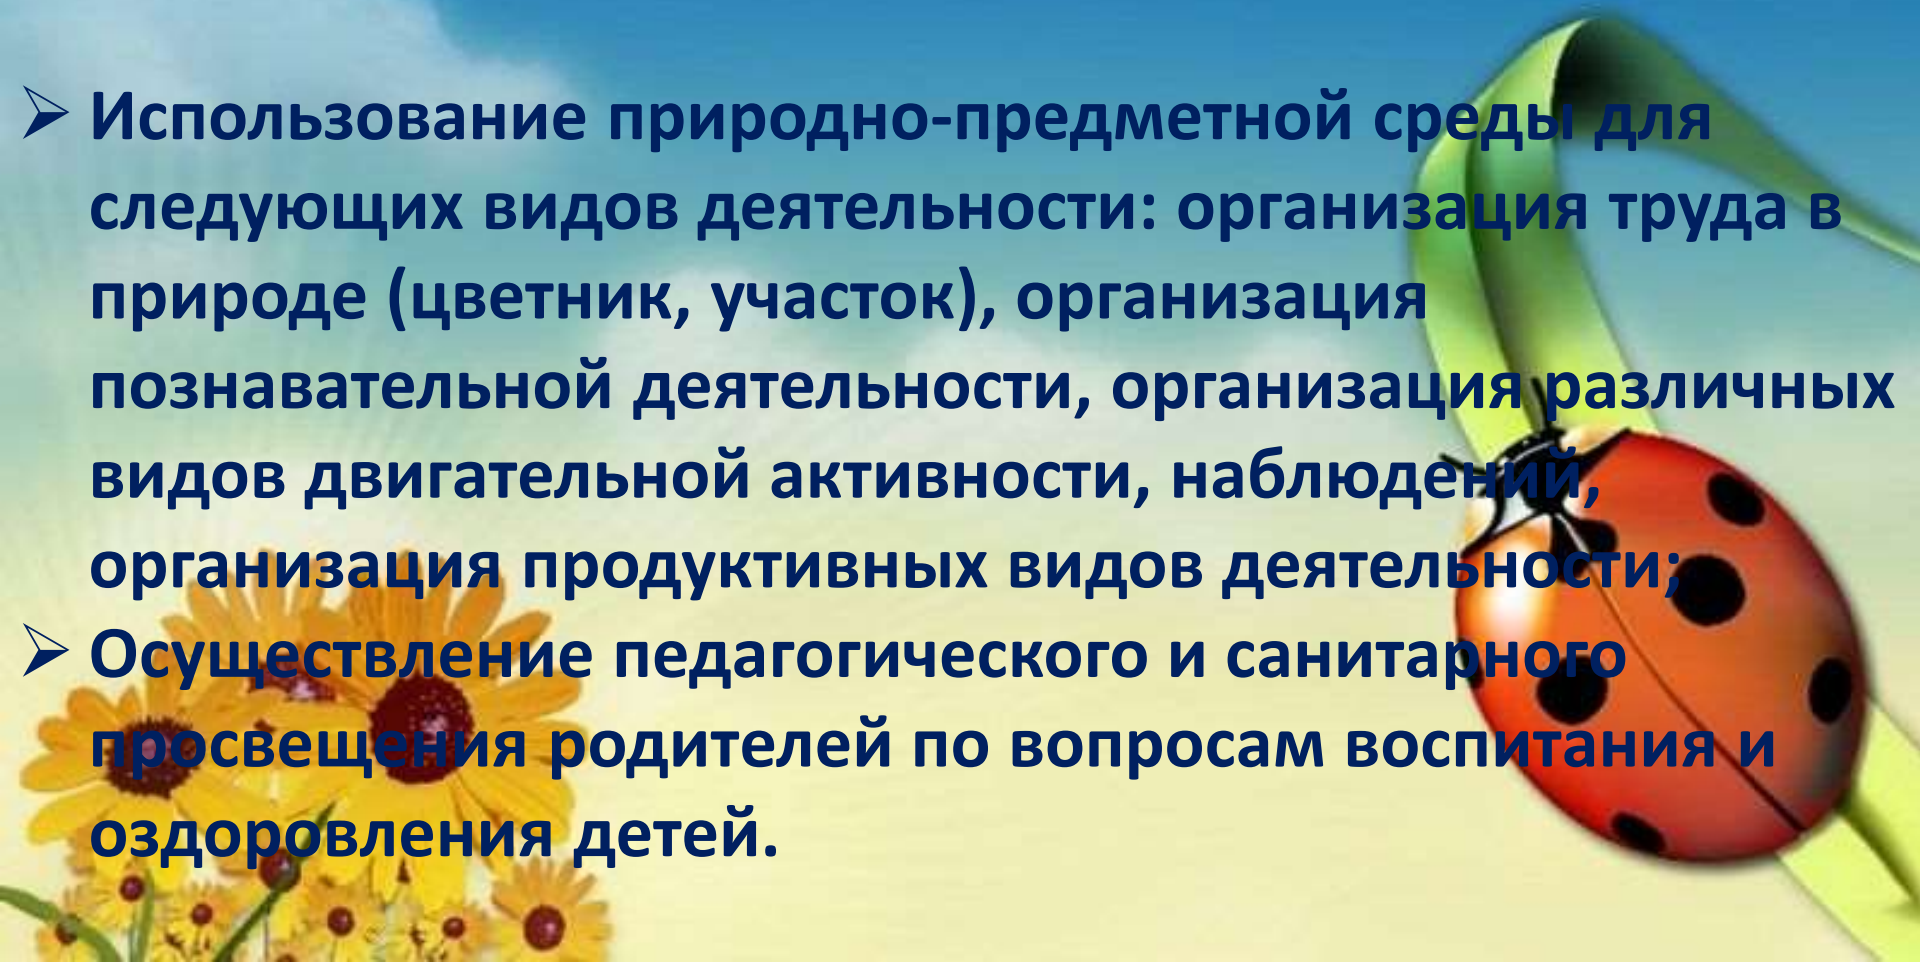 ➢ Использование природно-предметной среды для
следующих видов деятельности: организация труда в
природе (цветник, участок), организация
познавательной деятельности, организация различных
видов двигательной активности, наблюдений,
организация продуктивных видов деятельности;
➢ Осуществление педагогического и санитарного
просвещения родителей по вопросам воспитания и
оздоровления детей.